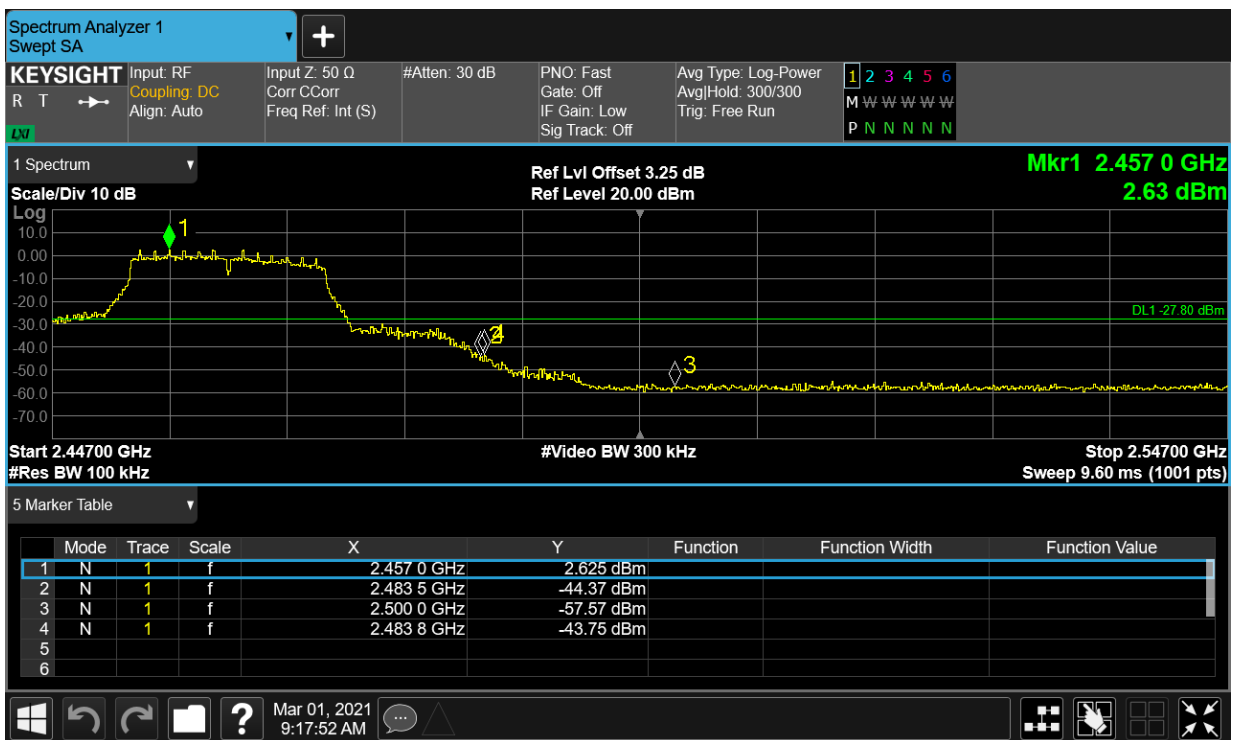 Spectrum Analyzer 1
Swept SA
+
KEYSIGHT
R T
LXI
Input: RF
Coupling: DC
Align: Auto
Input Z: 50 Ω
Corr CCorr
Freq Ref: Int (S)
#Atten: 30 dB
PNO: Fast
Gate: Off
IF Gain: Low
Sig Track: Off
Avg Type: Log-Power
Avg|Hold: 300/300
Trig: Free Run
1 2 3 4 5 6
M W W W W W
P N N N N N
1 Spectrum
Scale/Div 10 dB
Ref Lvl Offset 3.25 dB
Ref Level 20.00 dBm
Mkr1 2.457 0 GHz
2.63 dBm
Log
10.0
0.00
-10.0
-20.0
-30.0
-40.0
-50.0
-60.0
-70.0
1
2
4
3
DL1 -27.80 dBm
Start 2.44700 GHz
#Video BW 300 kHz
Stop 2.54700 GHz
#Res BW 100 kHz
Sweep 9.60 ms (1001 pts)
5 Marker Table
Mode Trace Scale X Y Function Function Width Function Value
1 N 1 f 2.457 0 GHz 2.625 dBm
2 N 1 f 2.483 5 GHz -44.37 dBm
3 N 1 f 2.500 0 GHz -57.57 dBm
4 N 1 f 2.483 8 GHz -43.75 dBm
5
6
?
Mar 01, 2021
9:17:52 AM